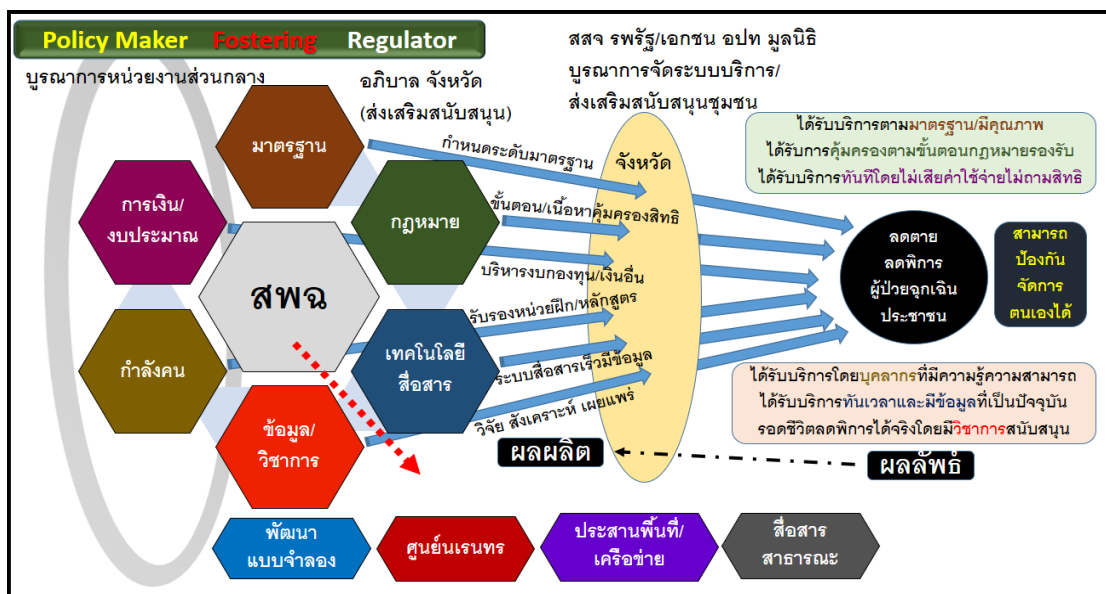 Policy Maker Fostering Regulator
บูรณาการหน่วยงานส่วนกลาง
อภิบาล จังหวัด
(ส่งเสริมสนับสนุน)
สสจ รพรัฐ/เอกชน อปท มูลนิธิ
บูรณาการจัดระบบบริการ/
ส่งเสริมสนับสนุนชุมชน
มาตรฐาน
การเงิน/
งบประมาณ
กฎหมาย
สพฉ
กำลังคน
เทคโนโลยี
สื่อสาร
ข้อมูล/
วิชาการ
กำหนดระดับมาตรฐาน
ขั้นตอน/เนื้อหาคุ้มครองสิทธิ
บริหารงบกองทุน/เงินอื่น
รับรองหน่วยฝึก/หลักสูตร
ระบบสื่อสารเร็วมีข้อมูล
วิจัย สังเคราะห์ เผยแพร่
จังหวัด
ได้รับบริการตามมาตรฐาน/มีคุณภาพ
ได้รับการคุ้มครองตามขั้นตอนกฎหมายรองรับ
ได้รับบริการทันทีโดยไม่เสียค่าใช้จ่ายไม่ถามสิทธิ
ลดตาย
ลดพิการ
ผู้ป่วยฉุกเฉิน
ประชาชน
สามารถ
ป้องกัน
จัดการ
ตนเองได้
ได้รับบริการโดยบุคลากรที่มีความรู้ความสามารถ
ได้รับบริการทันเวลาและมีข้อมูลที่เป็นปัจจุบัน
รอดชีวิตลดพิการได้จริงโดยมีวิชาการสนับสนุน
ผลผลิต
ผลลัพธ์
พัฒนา
แบบจำลอง
ศูนย์นเรนทร
ประสานพื้นที่/
เครือข่าย
สื่อสาร
สาธารณะ